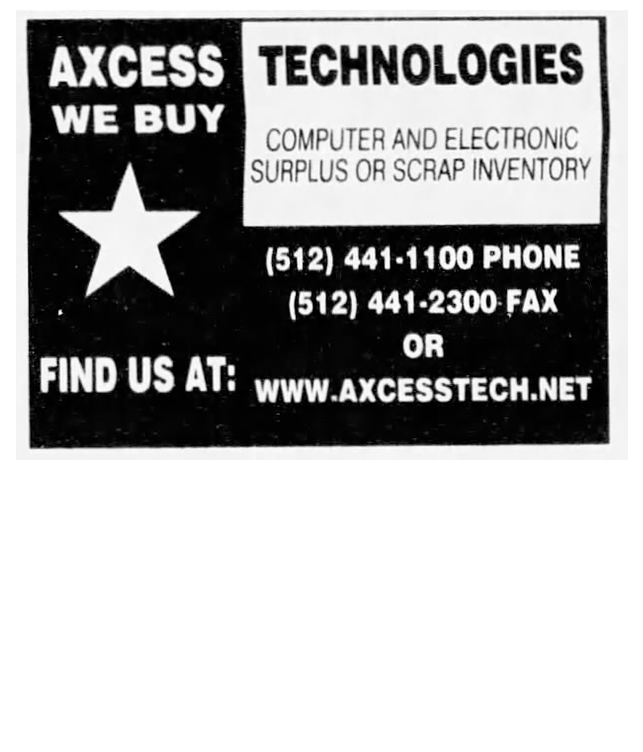 AXCESS TECHNOLOGIES
WE BUY
COMPUTER AND ELECTRONIC
SURPLUS OR SCRAP INVENTORY
(512) 441-1100 PHONE
(512) 441-2300 FAX
OR
FIND US AT: WWW.AXCESSTECH.NET